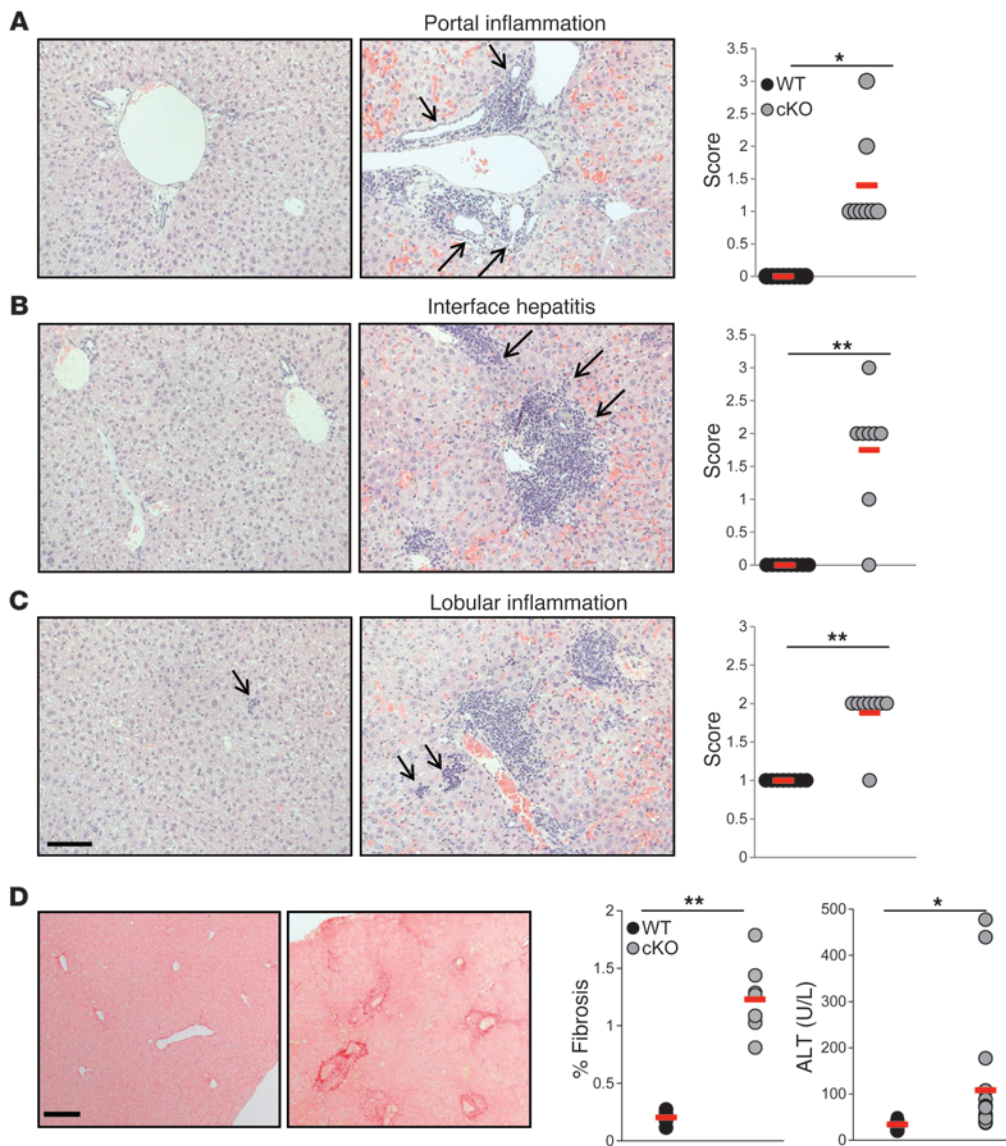 A
Portal inflammation
3.5
3
2.5
2
1.5
1
0.5
0
Score
*
WT
cKO
B
Interface hepatitis
3.5
3
2.5
2
1.5
1
0.5
0
Score
**
C
Lobular inflammation
3
2.5
2
1.5
1
0
Score
**
D
2
1.5
1
0.5
0
% Fibrosis
**
WT
cKO
500
400
300
200
100
0
ALT (U/L)
*